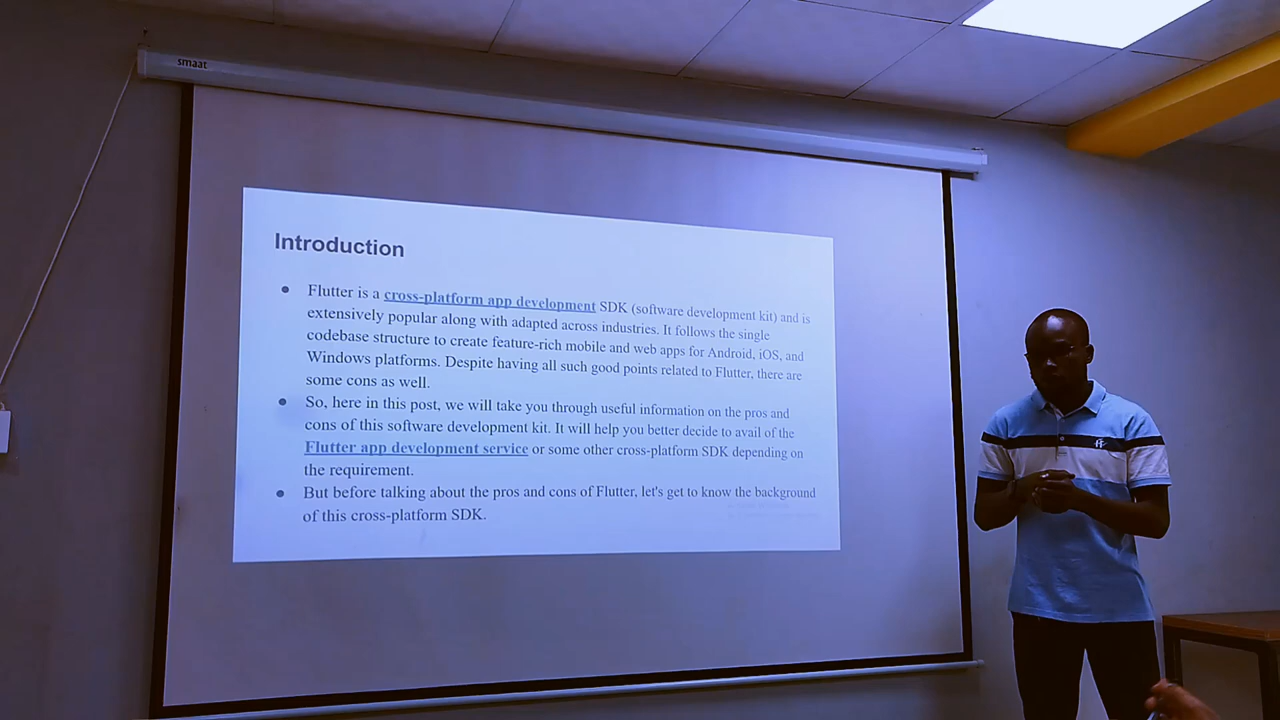 smaat
Introduction
• Flutter is a cross-platform app development SDK (software development kit) and is
extensively popular along with adapted across industries. It follows the single
codebase structure to create feature-rich mobile and web apps for Android, iOS, and
Windows platforms. Despite having all such good points related to Flutter, there are
some cons as well.
• So, here in this post, we will take you through useful information on the pros and
cons of this software development kit. It will help you better decide to avail of the
Flutter app development service or some other cross-platform SDK depending on
the requirement.
• But before talking about the pros and cons of Flutter, let's get to know the background
of this cross-platform SDK.